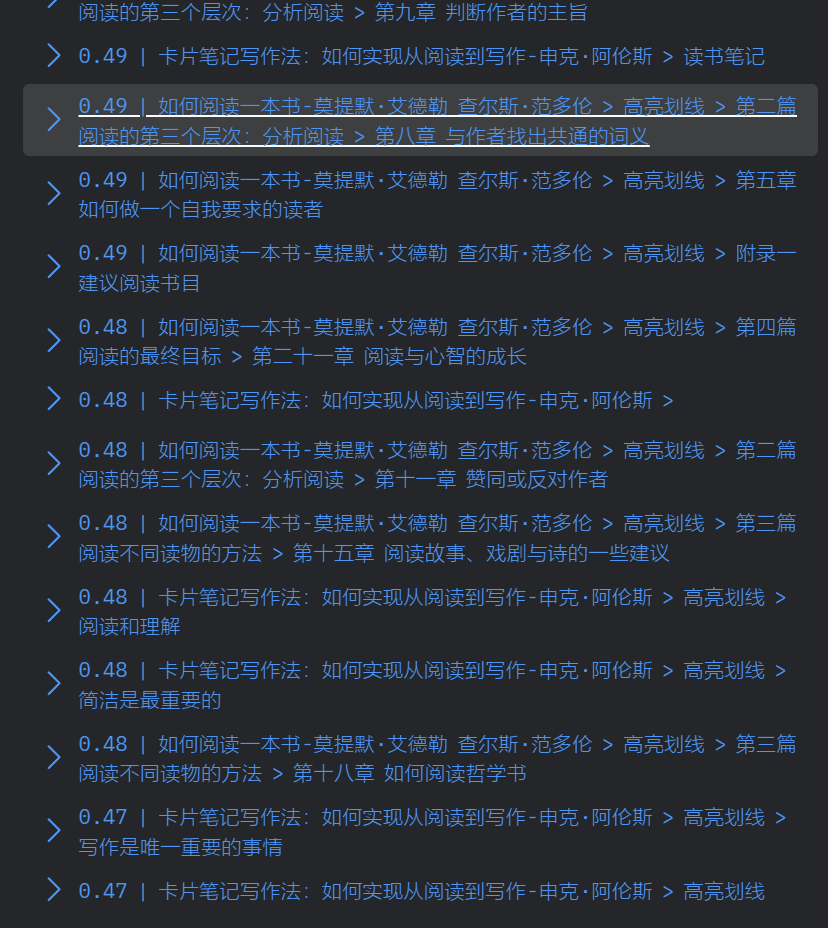 阅读的第三个层次：分析阅读 > 第九章 判断作者的主旨
0.49 | 卡片笔记写作法：如何实现从阅读到写作-申克·阿伦斯 > 读书笔记
0.49 | 如何阅读一本书-莫提默·艾德勒 查尔斯·范多伦 > 高亮划线 > 第二篇
阅读的第三个层次：分析阅读 > 第八章 与作者找出共通的词义
0.49 | 如何阅读一本书-莫提默·艾德勒 查尔斯·范多伦 > 高亮划线 > 第五章
如何做一个自我要求的读者
0.49 | 如何阅读一本书-莫提默·艾德勒 查尔斯·范多伦 > 高亮划线 > 附录一
建议阅读书目
0.48 | 如何阅读一本书-莫提默·艾德勒 查尔斯·范多伦 > 高亮划线 > 第四篇
阅读的最终目标 > 第二十一章 阅读与心智的成长
0.48 | 卡片笔记写作法：如何实现从阅读到写作-申克·阿伦斯 >
0.48 | 如何阅读一本书-莫提默·艾德勒 查尔斯·范多伦 > 高亮划线 > 第二篇
阅读的第三个层次：分析阅读 > 第十一章 赞同或反对作者
0.48 | 如何阅读一本书-莫提默·艾德勒 查尔斯·范多伦 > 高亮划线 > 第三篇
阅读不同读物的方法 > 第十五章 阅读故事、戏剧与诗的一些建议
0.48 | 卡片笔记写作法：如何实现从阅读到写作-申克·阿伦斯 > 高亮划线 >
阅读和理解
0.48 | 卡片笔记写作法：如何实现从阅读到写作-申克·阿伦斯 > 高亮划线 >
简洁是最重要的
0.48 | 如何阅读一本书-莫提默·艾德勒 查尔斯·范多伦 > 高亮划线 > 第三篇
阅读不同读物的方法 > 第十八章 如何阅读哲学书
0.47 | 卡片笔记写作法：如何实现从阅读到写作-申克·阿伦斯 > 高亮划线 >
写作是唯一重要的事情
0.47 | 卡片笔记写作法：如何实现从阅读到写作-申克·阿伦斯 > 高亮划线